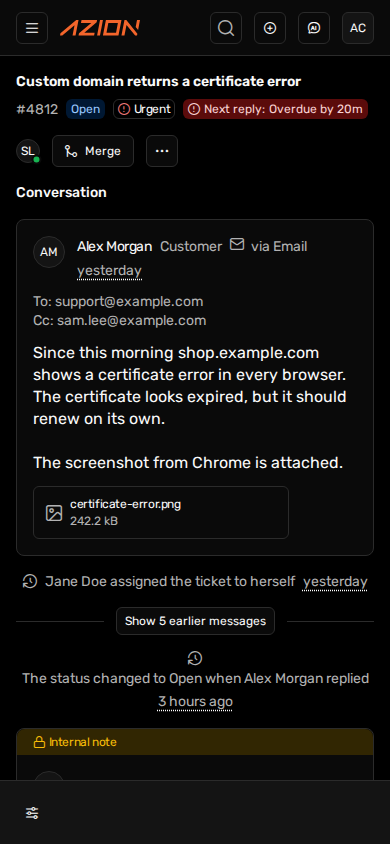 AZION
AC
Custom domain returns a certificate error
#4812 Open Urgent Next reply: Overdue by 20m
SL Merge
Conversation
AM Alex Morgan Customer via Email
yesterday
To: support@example.com
Cc: sam.lee@example.com
Since this morning shop.example.com
shows a certificate error in every browser.
The certificate looks expired, but it should
renew on its own.
The screenshot from Chrome is attached.
certificate-error.png
242.2 kB
Jane Doe assigned the ticket to herself yesterday
Show 5 earlier messages
The status changed to Open when Alex Morgan replied
3 hours ago
Internal note